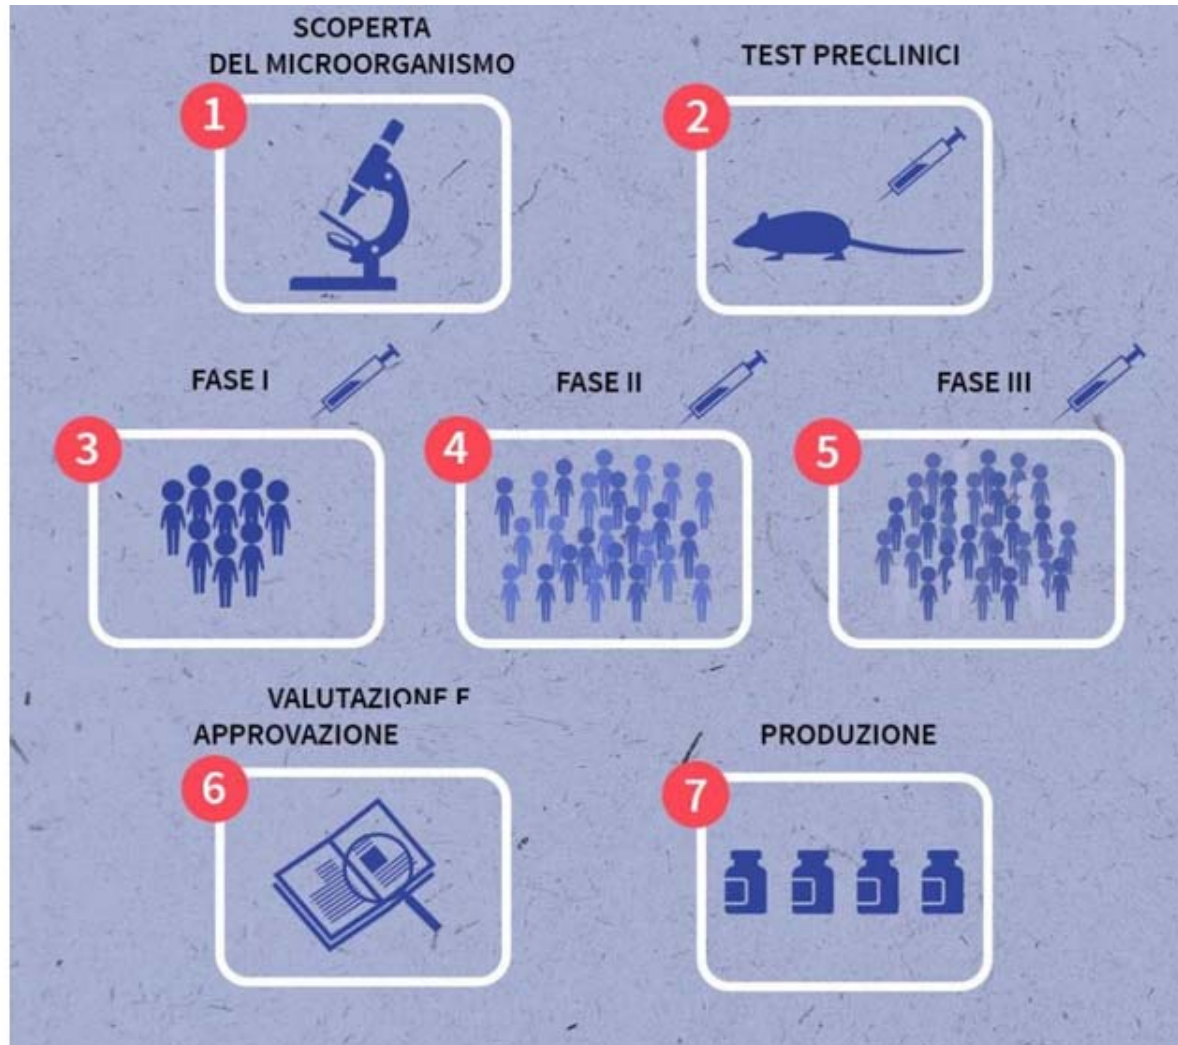 SCOPERTA
DEL MICROORGANISMO
1
TEST PRECLINICI
2
FASE I
3
FASE II
4
FASE III
5
VALUTAZIONE E
APPROVAZIONE
6
PRODUZIONE
7